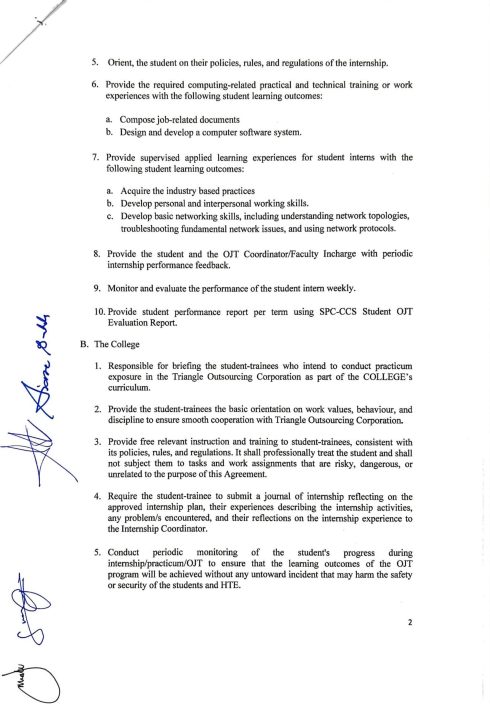 5. Orient, the student on their policies, rules, and regulations of the internship.
6. Provide the required computing-related practical and technical training or work
experiences with the following student learning outcomes:
a. Compose job-related documents
b. Design and develop a computer software system.
7. Provide supervised applied learning experiences for student interns with the
following student learning outcomes:
a. Acquire the industry based practices
b. Develop personal and interpersonal working skills.
c. Develop basic networking skills, including understanding network topologies,
troubleshooting fundamental network issues, and using network protocols.
8. Provide the student and the OJT Coordinator/Faculty Incharge with periodic
internship performance feedback.
9. Monitor and evaluate the performance of the student intern weekly.
10. Provide student performance report per term using SPC-CCS Student OJT
Evaluation Report.
B. The College
1. Responsible for briefing the student-trainees who intend to conduct practicum
exposure in the Triangle Outsourcing Corporation as part of the COLLEGE's
curriculum.
2. Provide the student-trainees the basic orientation on work values, behaviour, and
discipline to ensure smooth cooperation with Triangle Outsourcing Corporation.
3. Provide free relevant instruction and training to student-trainees, consistent with
its policies, rules, and regulations. It shall professionally treat the student and shall
not subject them to tasks and work assignments that are risky, dangerous, or
unrelated to the purpose of this Agreement.
4. Require the student-trainee to submit a journal of internship reflecting on the
approved internship plan, their experiences describing the internship activities,
any problem/s encountered, and their reflections on the internship experience to
the Internship Coordinator.
5. Conduct periodic monitoring of the student's progress during
internship/practicum/OJT to ensure that the learning outcomes of the OJT
program will be achieved without any untoward incident that may harm the safety
or security of the students and HTE.
2